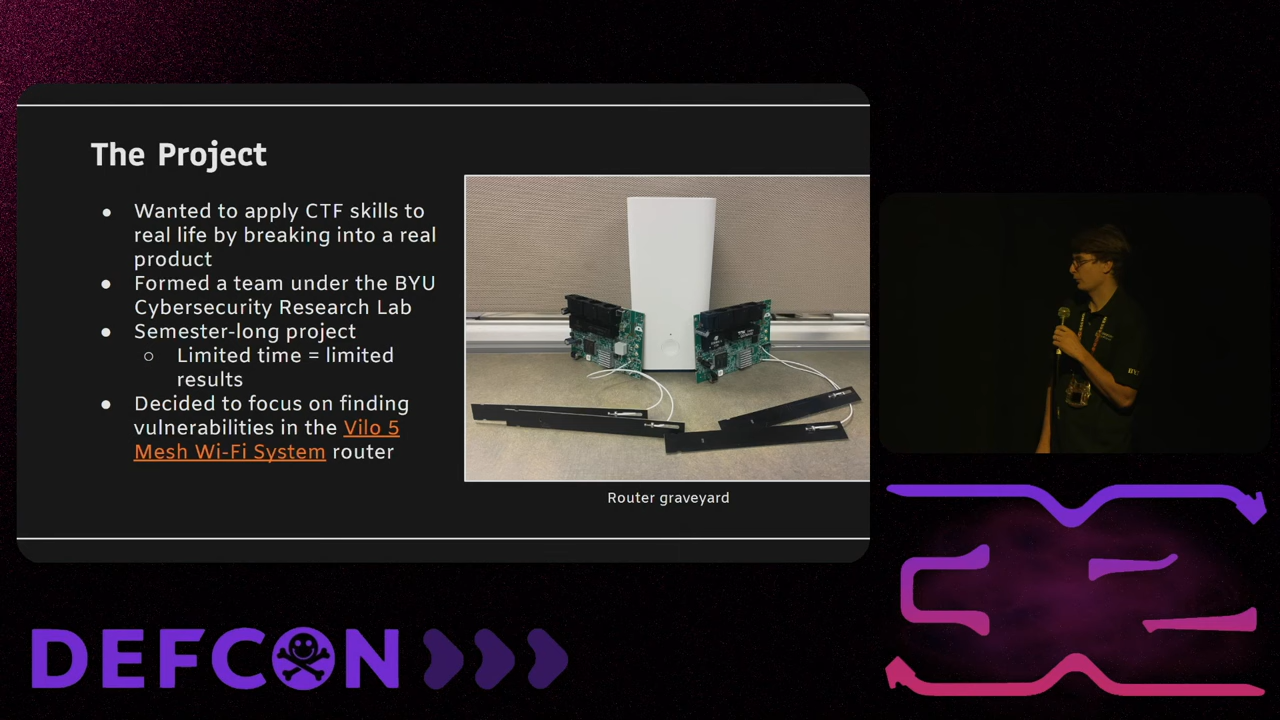 The Project
● Wanted to apply CTF skills to
real life by breaking into a real
product
● Formed a team under the BYU
Cybersecurity Research Lab
● Semester-long project
○ Limited time = limited
results
● Decided to focus on finding
vulnerabilities in the Vilo 5
Mesh Wi-Fi System router
Router graveyard
DEFCON